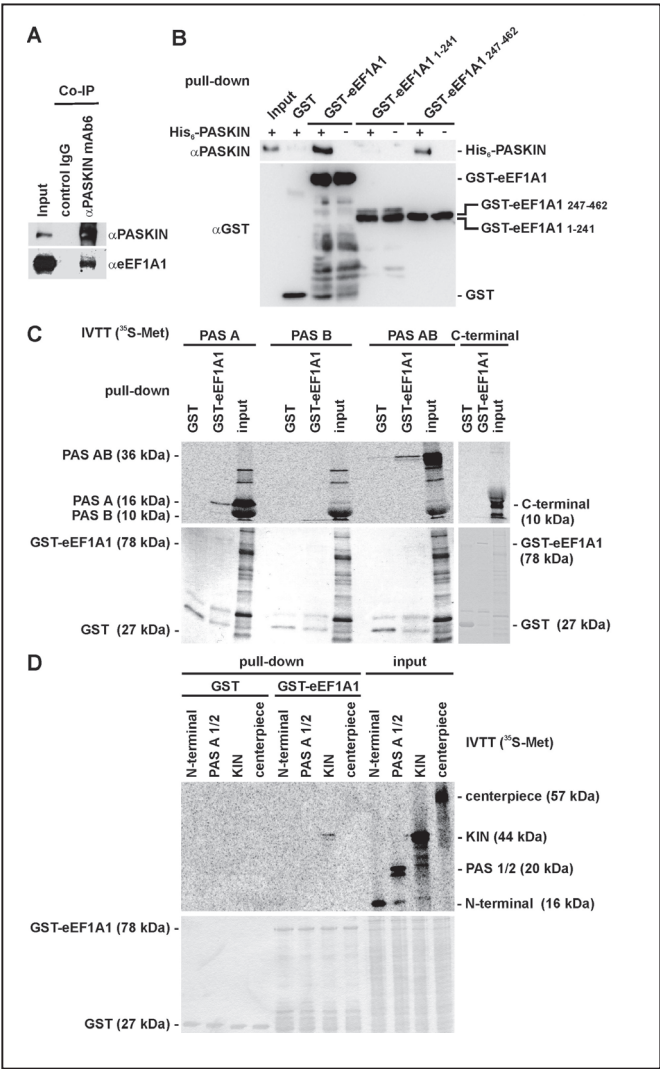 A
Co-IP
Input
control IgG
αPASKIN mAb6
αPASKIN
αeEF1A1
B
pull-down
Input
GST
GST-eEF1A1
GST-eEF1A1 1-241
GST-eEF1A1 247-462
His6-PASKIN + + + - + - + -
αPASKIN
- His6-PASKIN
αGST
- GST-eEF1A1
GST-eEF1A1 247-462
GST-eEF1A1 1-241
- GST
C
IVTT (35S-Met)
PAS A
PAS B
PAS AB
C-terminal
pull-down
GST
GST-eEF1A1
input
GST
GST-eEF1A1
input
GST
GST-eEF1A1
input
GST
GST-eEF1A1
input
PAS AB (36 kDa) -
PAS A (16 kDa) -
PAS B (10 kDa) -
- C-terminal
(10 kDa)
GST-eEF1A1 (78 kDa) -
- GST-eEF1A1
(78 kDa)
GST (27 kDa) -
- GST (27 kDa)
D
pull-down
input
GST
GST-eEF1A1
N-terminal
PAS A 1/2
KIN
centerpiece
N-terminal
PAS A 1/2
KIN
centerpiece
N-terminal
PAS A 1/2
KIN
centerpiece
IVTT (35S-Met)
- centerpiece (57 kDa)
- KIN (44 kDa)
- PAS 1/2 (20 kDa)
- N-terminal (16 kDa)
GST-eEF1A1 (78 kDa) -
GST (27 kDa) -